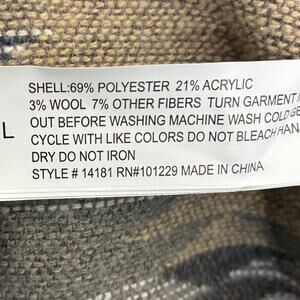 SHELL:69% POLYESTER 21% ACRYLIC
3% WOOL 7% OTHER FIBERS TURN GARMENT
L
OUT BEFORE WASHING MACHINE WASH COLD
CYCLE WITH LIKE COLORS DO NOT BLEACH
DRY DO NOT IRON
STYLE # 14181 RN#101229 MADE IN CHINA